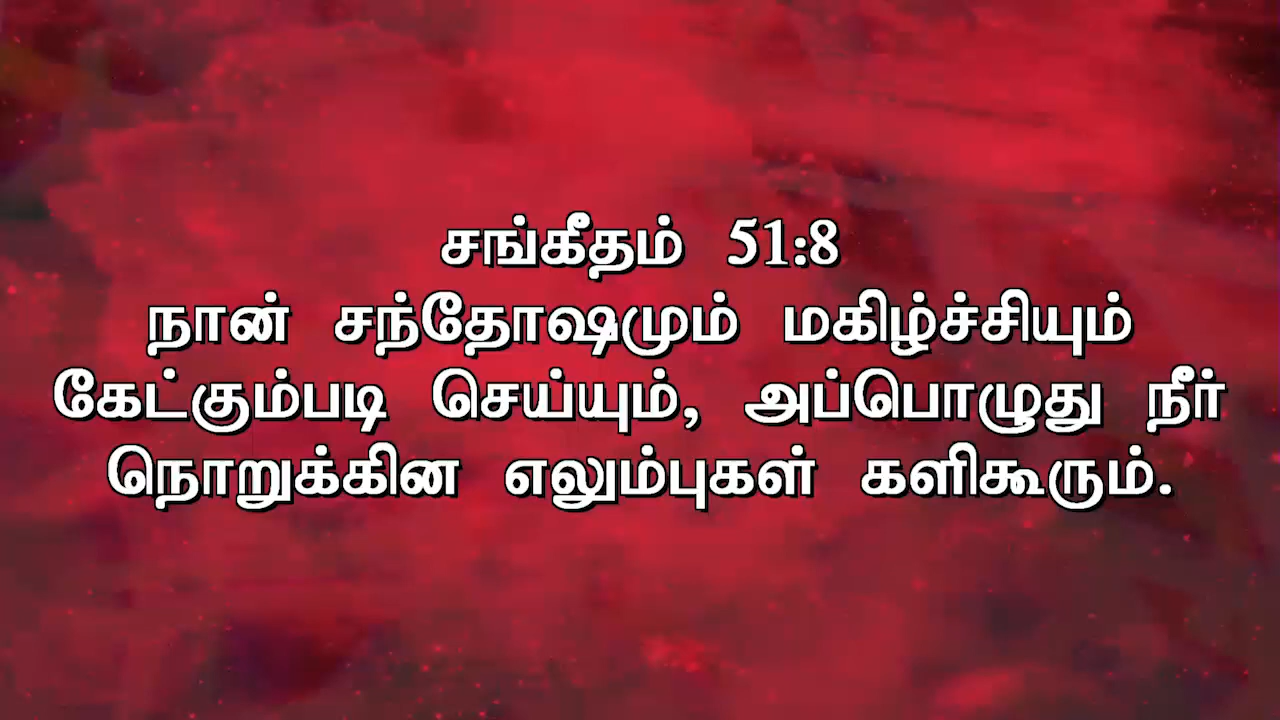 சங்கீதம் 51:8
நான் சந்தோஷமும் மகிழ்ச்சியும்
கேட்கும்படி செய்யும், அப்பொழுது நீர்
நொறுக்கின எலும்புகள் களிகூரும்.